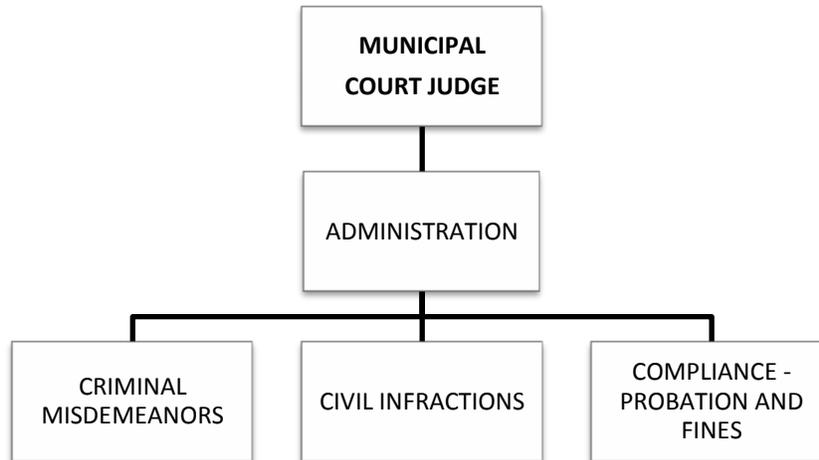 MUNICIPAL
COURT JUDGE
ADMINISTRATION
CRIMINAL
MISDEMEANORS
CIVIL INFRACTIONS
COMPLIANCE -
PROBATION AND
FINES